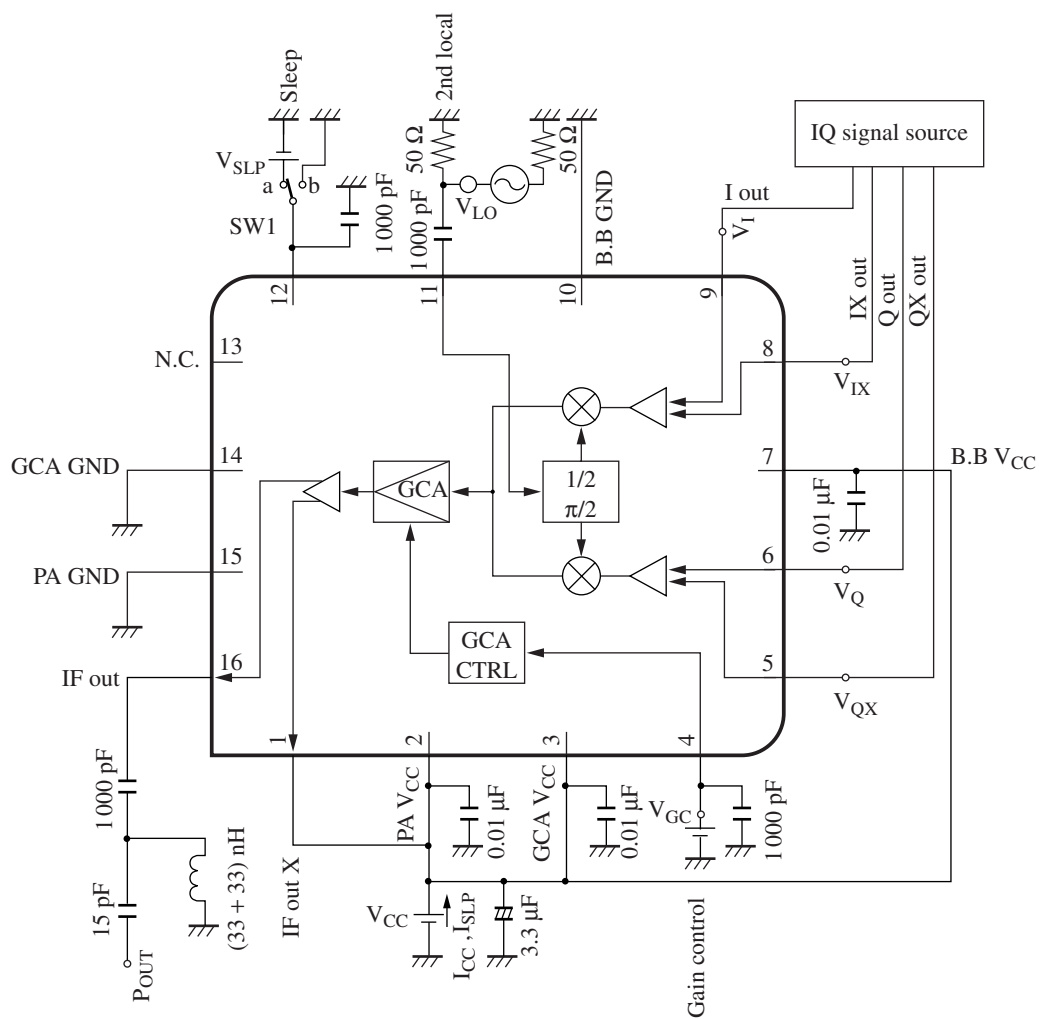 Sleep
2nd local
V_SLP
a
b
SW1
1000 pF
50 Ω
V_LO
50 Ω
1000 pF
B.B GND
IQ signal source
I out
V_I
IX out
Q out
QX out
12
11
10
9
N.C.
13
8
V_IX
GCA GND
14
GCA
1/2
π/2
7
B.B V_CC
0.01 μF
PA GND
15
6
V_Q
GCA
CTRL
IF out
16
5
V_QX
1
2
3
4
1000 pF
15 pF
(33 + 33) nH
P_OUT
IF out X
PA V_CC
0.01 μF
GCA V_CC
0.01 μF
V_GC
1000 pF
V_CC
I_CC , I_SLP
3.3 μF
Gain control